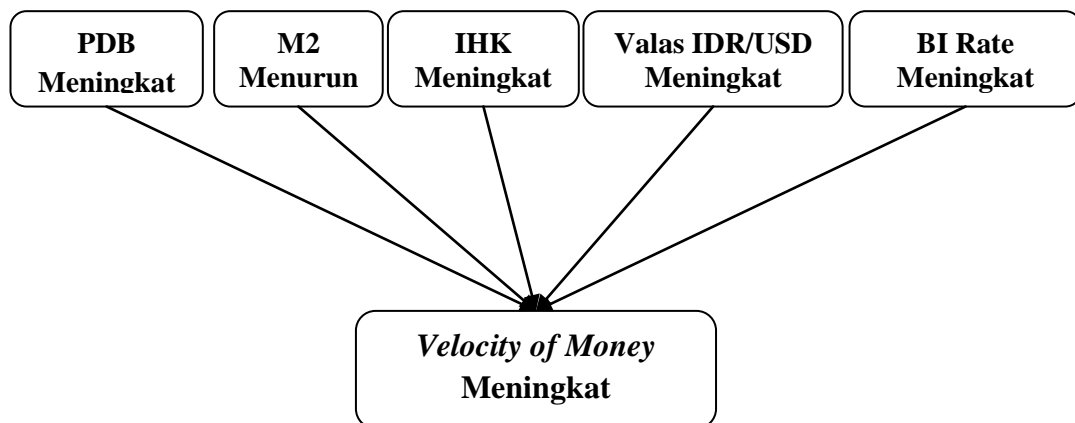 PDB
Meningkat
M2
Menurun
IHK
Meningkat
Valas IDR/USD
Meningkat
BI Rate
Meningkat
Velocity of Money
Meningkat